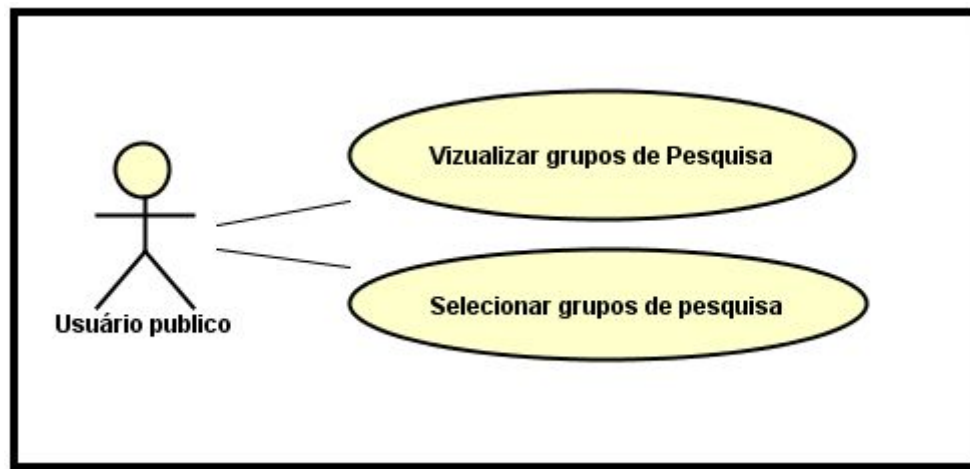 Vizualizar grupos de Pesquisa
Selecionar grupos de pesquisa
Usuário publico